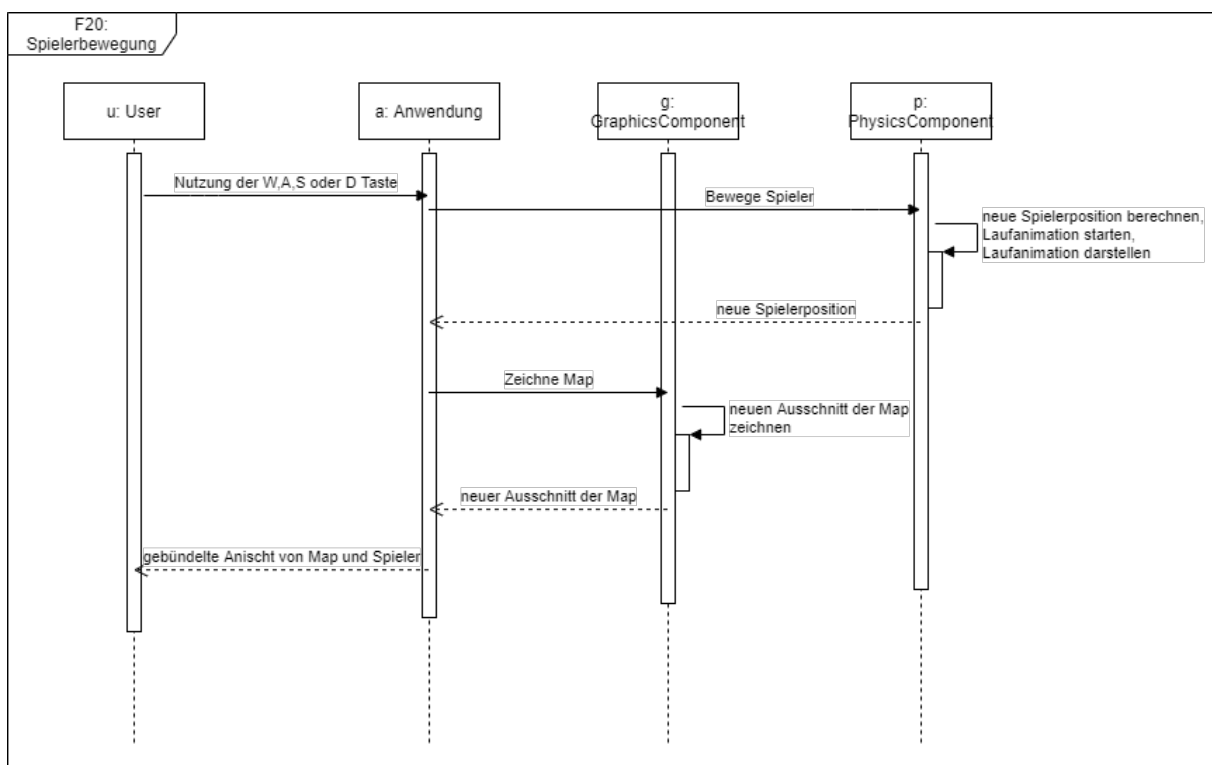 F20:
Spielerbewegung
u: User
a: Anwendung
g:
GraphicsComponent
p:
PhysicsComponent
Nutzung der W,A,S oder D Taste
Bewege Spieler
neue Spielerposition berechnen,
Laufanimation starten,
Laufanimation darstellen
neue Spielerposition
Zeichne Map
neuen Ausschnitt der Map
zeichnen
neuer Ausschnitt der Map
gebündelte Anischt von Map und Spieler